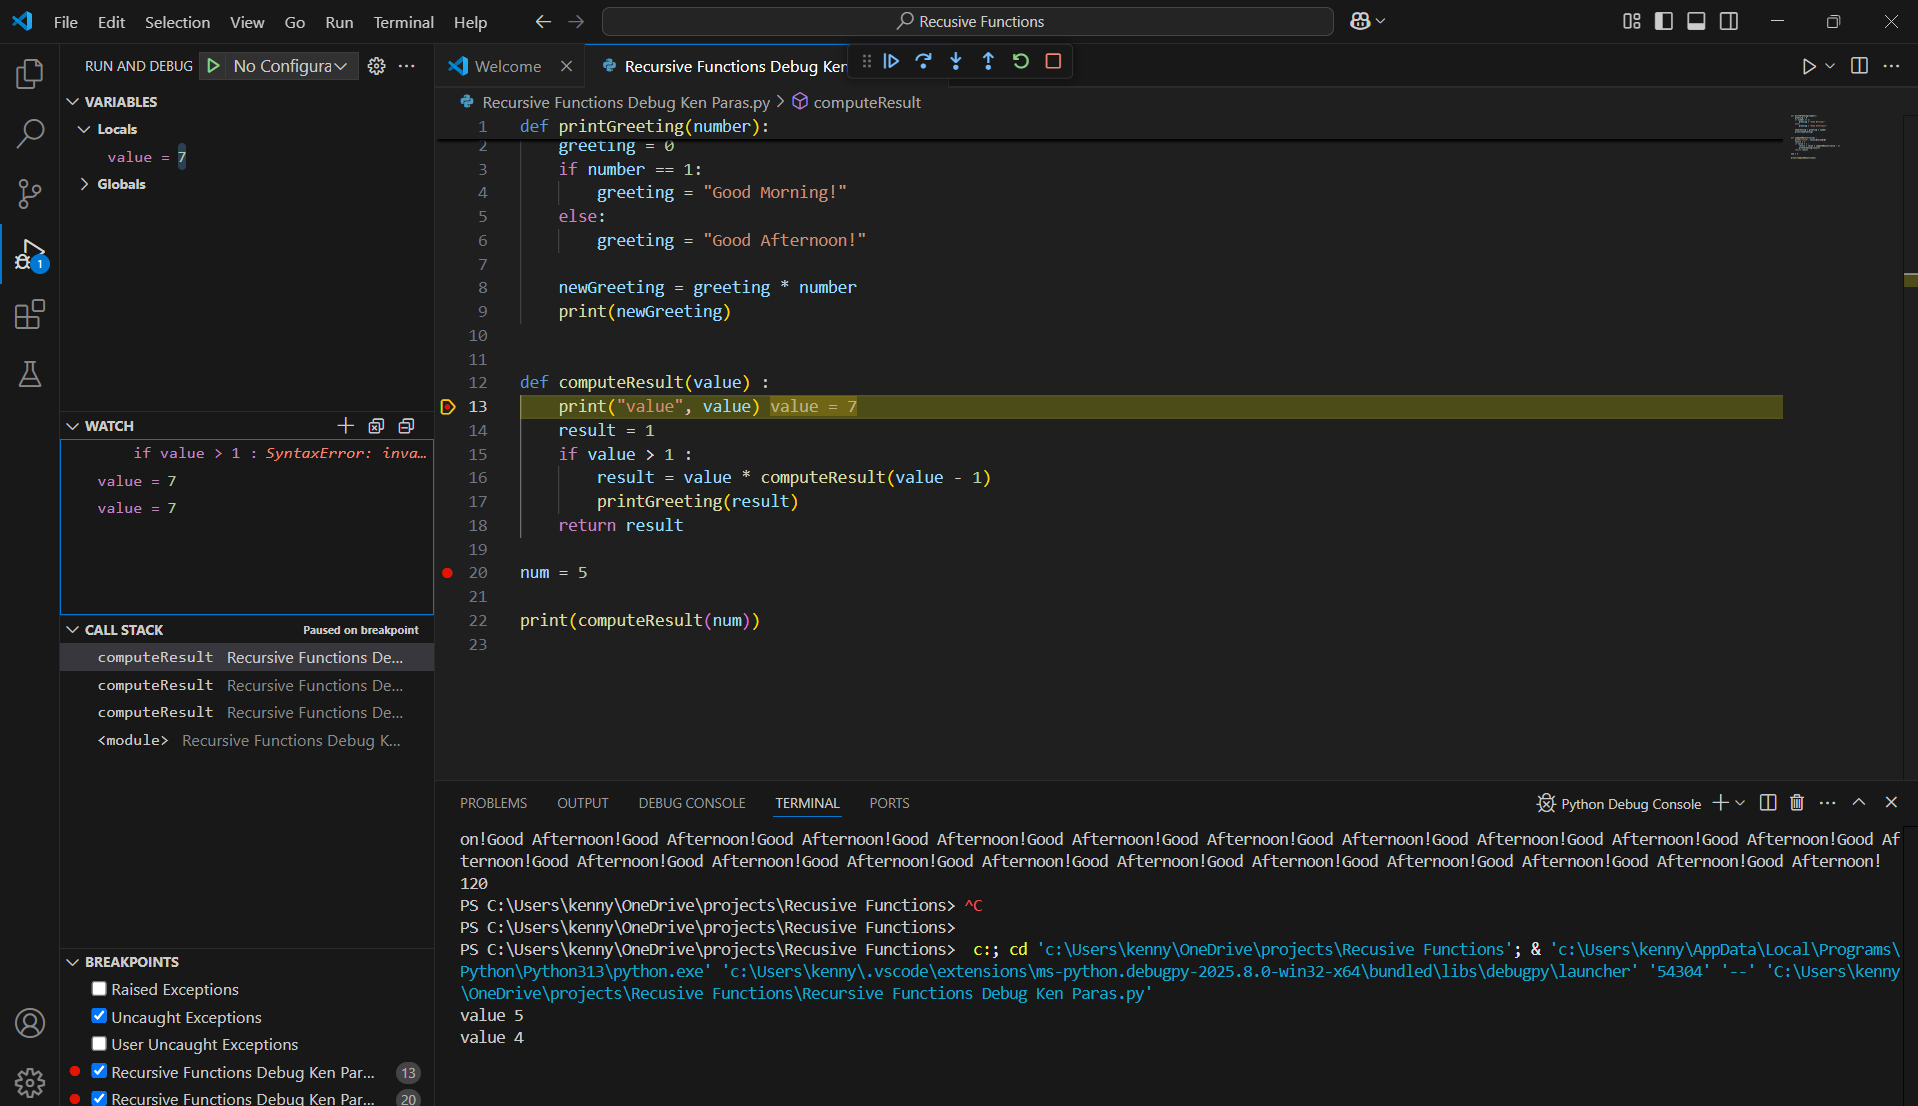 File Edit Selection View Go Run Terminal Help
Recusive Functions
RUN AND DEBUG No Configura
VARIABLES
Locals
value = 7
Globals
WATCH
if value > 1 : SyntaxError: inva…
value = 7
value = 7
CALL STACK Paused on breakpoint
computeResult Recursive Functions De...
computeResult Recursive Functions De...
computeResult Recursive Functions De...
<module> Recursive Functions Debug K...
BREAKPOINTS
Raised Exceptions
Uncaught Exceptions
User Uncaught Exceptions
Recursive Functions Debug Ken Par... 13
Recursive Functions Debug Ken Par... 20
1
Welcome
Recursive Functions Debug Ken
Recursive Functions Debug Ken Paras.py > computeResult
1 def printGreeting(number):
2 greeting = 0
3 if number == 1:
4 greeting = "Good Morning!"
5 else:
6 greeting = "Good Afternoon!"
7
8 newGreeting = greeting * number
9 print(newGreeting)
10
11
12 def computeResult(value) :
13 print("value", value) value = 7
14 result = 1
15 if value > 1 :
16 result = value * computeResult(value - 1)
17 printGreeting(result)
18 return result
19
20 num = 5
21
22 print(computeResult(num))
23
PROBLEMS OUTPUT DEBUG CONSOLE TERMINAL PORTS
Python Debug Console
on!Good Afternoon!Good Afternoon!Good Afternoon!Good Afternoon!Good Afternoon!Good Afternoon!Good Afternoon!Good Afternoon!Good Afternoon!Good Afternoon!Good Af
ternoon!Good Afternoon!Good Afternoon!Good Afternoon!Good Afternoon!Good Afternoon!Good Afternoon!Good Afternoon!Good Afternoon!Good Afternoon!Good Afternoon!
120
PS C:\Users\kenny\OneDrive\projects\Recusive Functions> ^C
PS C:\Users\kenny\OneDrive\projects\Recusive Functions>
PS C:\Users\kenny\OneDrive\projects\Recusive Functions> c:; cd 'c:\Users\kenny\OneDrive\projects\Recusive Functions'; & 'c:\Users\kenny\AppData\Local\Programs\
Python\Python313\python.exe' 'c:\Users\kenny\.vscode\extensions\ms-python.debugpy-2025.8.0-win32-x64\bundled\libs\debugpy\launcher' '54304' '--' 'C:\Users\kenny
\OneDrive\projects\Recusive Functions\Recursive Functions Debug Ken Paras.py'
value 5
value 4